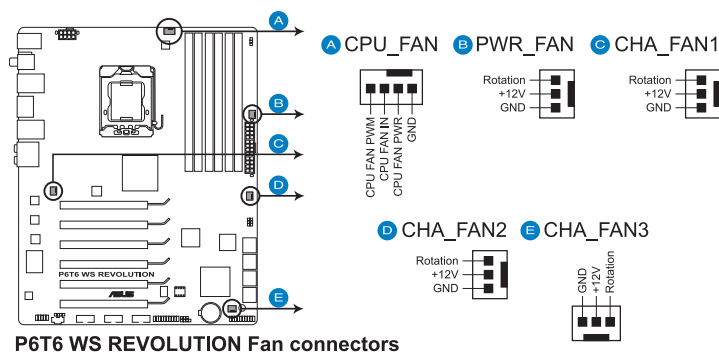 A
B
C
D
E
P6T6 WS REVOLUTION
ASUS
A CPU_FAN
CPU FAN PWM
CPU FAN IN
CPU FAN PWR
GND
B PWR_FAN
Rotation
+12V
GND
C CHA_FAN1
Rotation
+12V
GND
D CHA_FAN2
Rotation
+12V
GND
E CHA_FAN3
GND
+12V
Rotation
P6T6 WS REVOLUTION Fan connectors